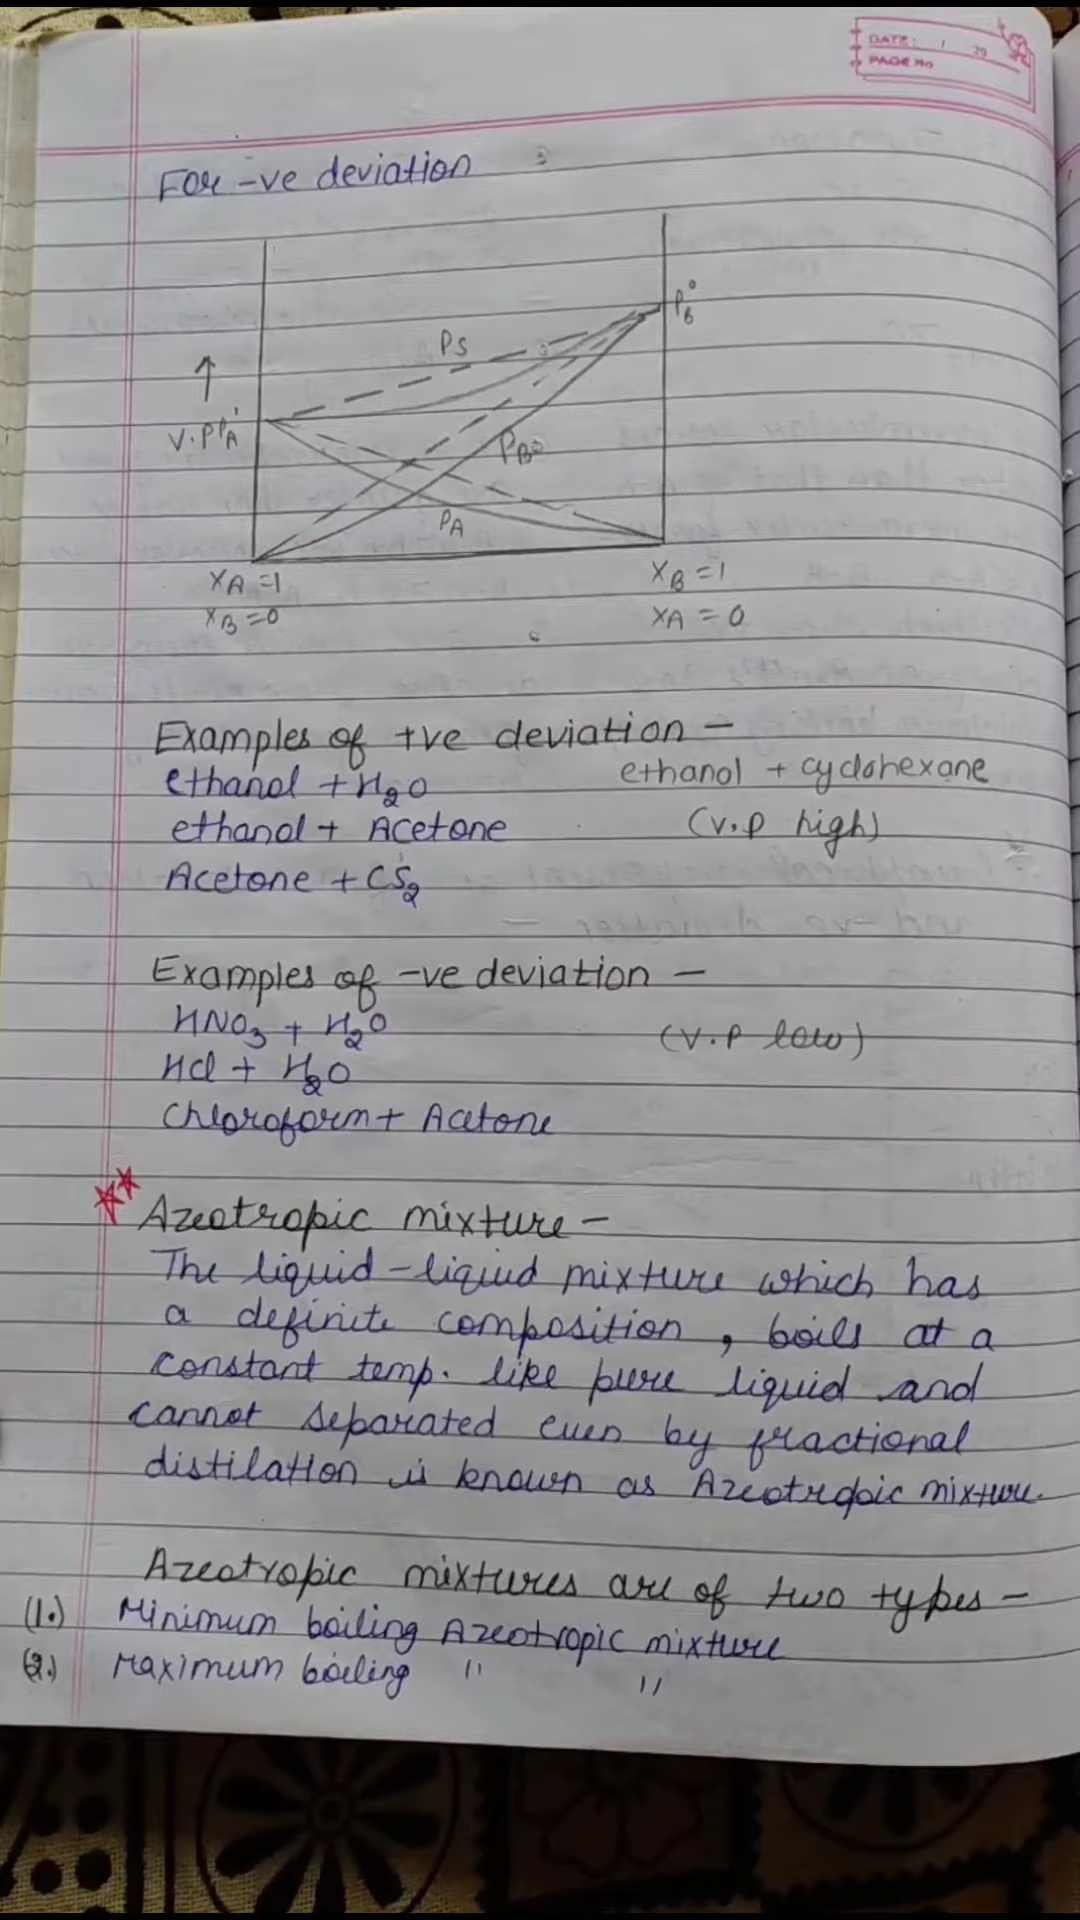 DATE: / 20
PAGE NO
For -ve deviation
PB°
PS
↑
V.P PA°
PB
PA
XA = 1
XB = 0
XB = 1
XA = 0
Examples of +ve deviation -
ethanol + H2O
ethanol + cyclohexane
ethanol + Acetone
(v.p high)
Acetone + CS2
Examples of -ve deviation -
HNO3 + H2O
(v.p low)
HCl + H2O
Chloroform + Acetone
Azeotropic mixture -
The liquid - liquid mixture which has
a definite composition, boils at a
constant temp. like pure liquid and
cannot separated even by fractional
distilation is known as Azeotropic mixture.
Azeotropic mixtures are of two types -
(1.) Minimum boiling Azeotropic mixture
(2.) Maximum boiling " "